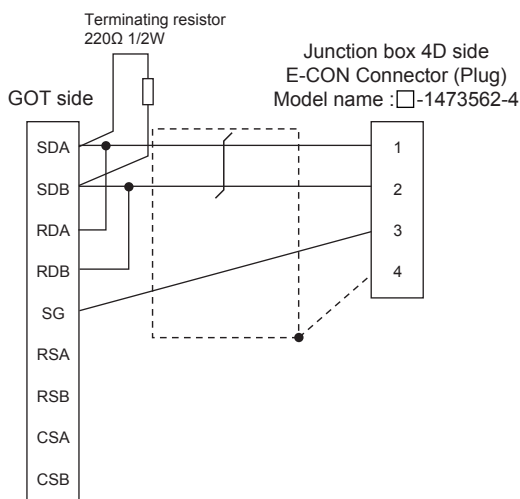 Terminating resistor
220Ω 1/2W
Junction box 4D side
E-CON Connector (Plug)
Model name :□-1473562-4
GOT side
SDA
SDB
RDA
RDB
SG
RSA
RSB
CSA
CSB
1
2
3
4